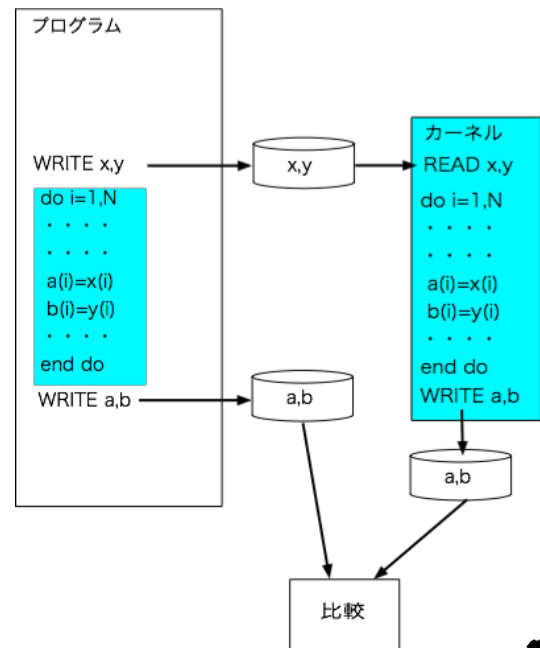 プログラム
WRITE x,y
do i=1,N
・ ・ ・ ・
・ ・ ・ ・
a(i)=x(i)
b(i)=y(i)
・ ・ ・ ・
end do
WRITE a,b
x,y
a,b
カーネル
READ x,y
do i=1,N
・ ・ ・ ・
・ ・ ・ ・
a(i)=x(i)
b(i)=y(i)
・ ・ ・ ・
end do
WRITE a,b
a,b
比較